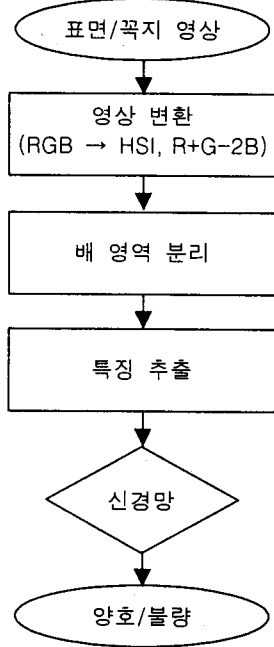 표면/꼭지 영상
영상 변환
(RGB → HSI, R+G-2B)
배 영역 분리
특징 추출
신경망
양호/불량